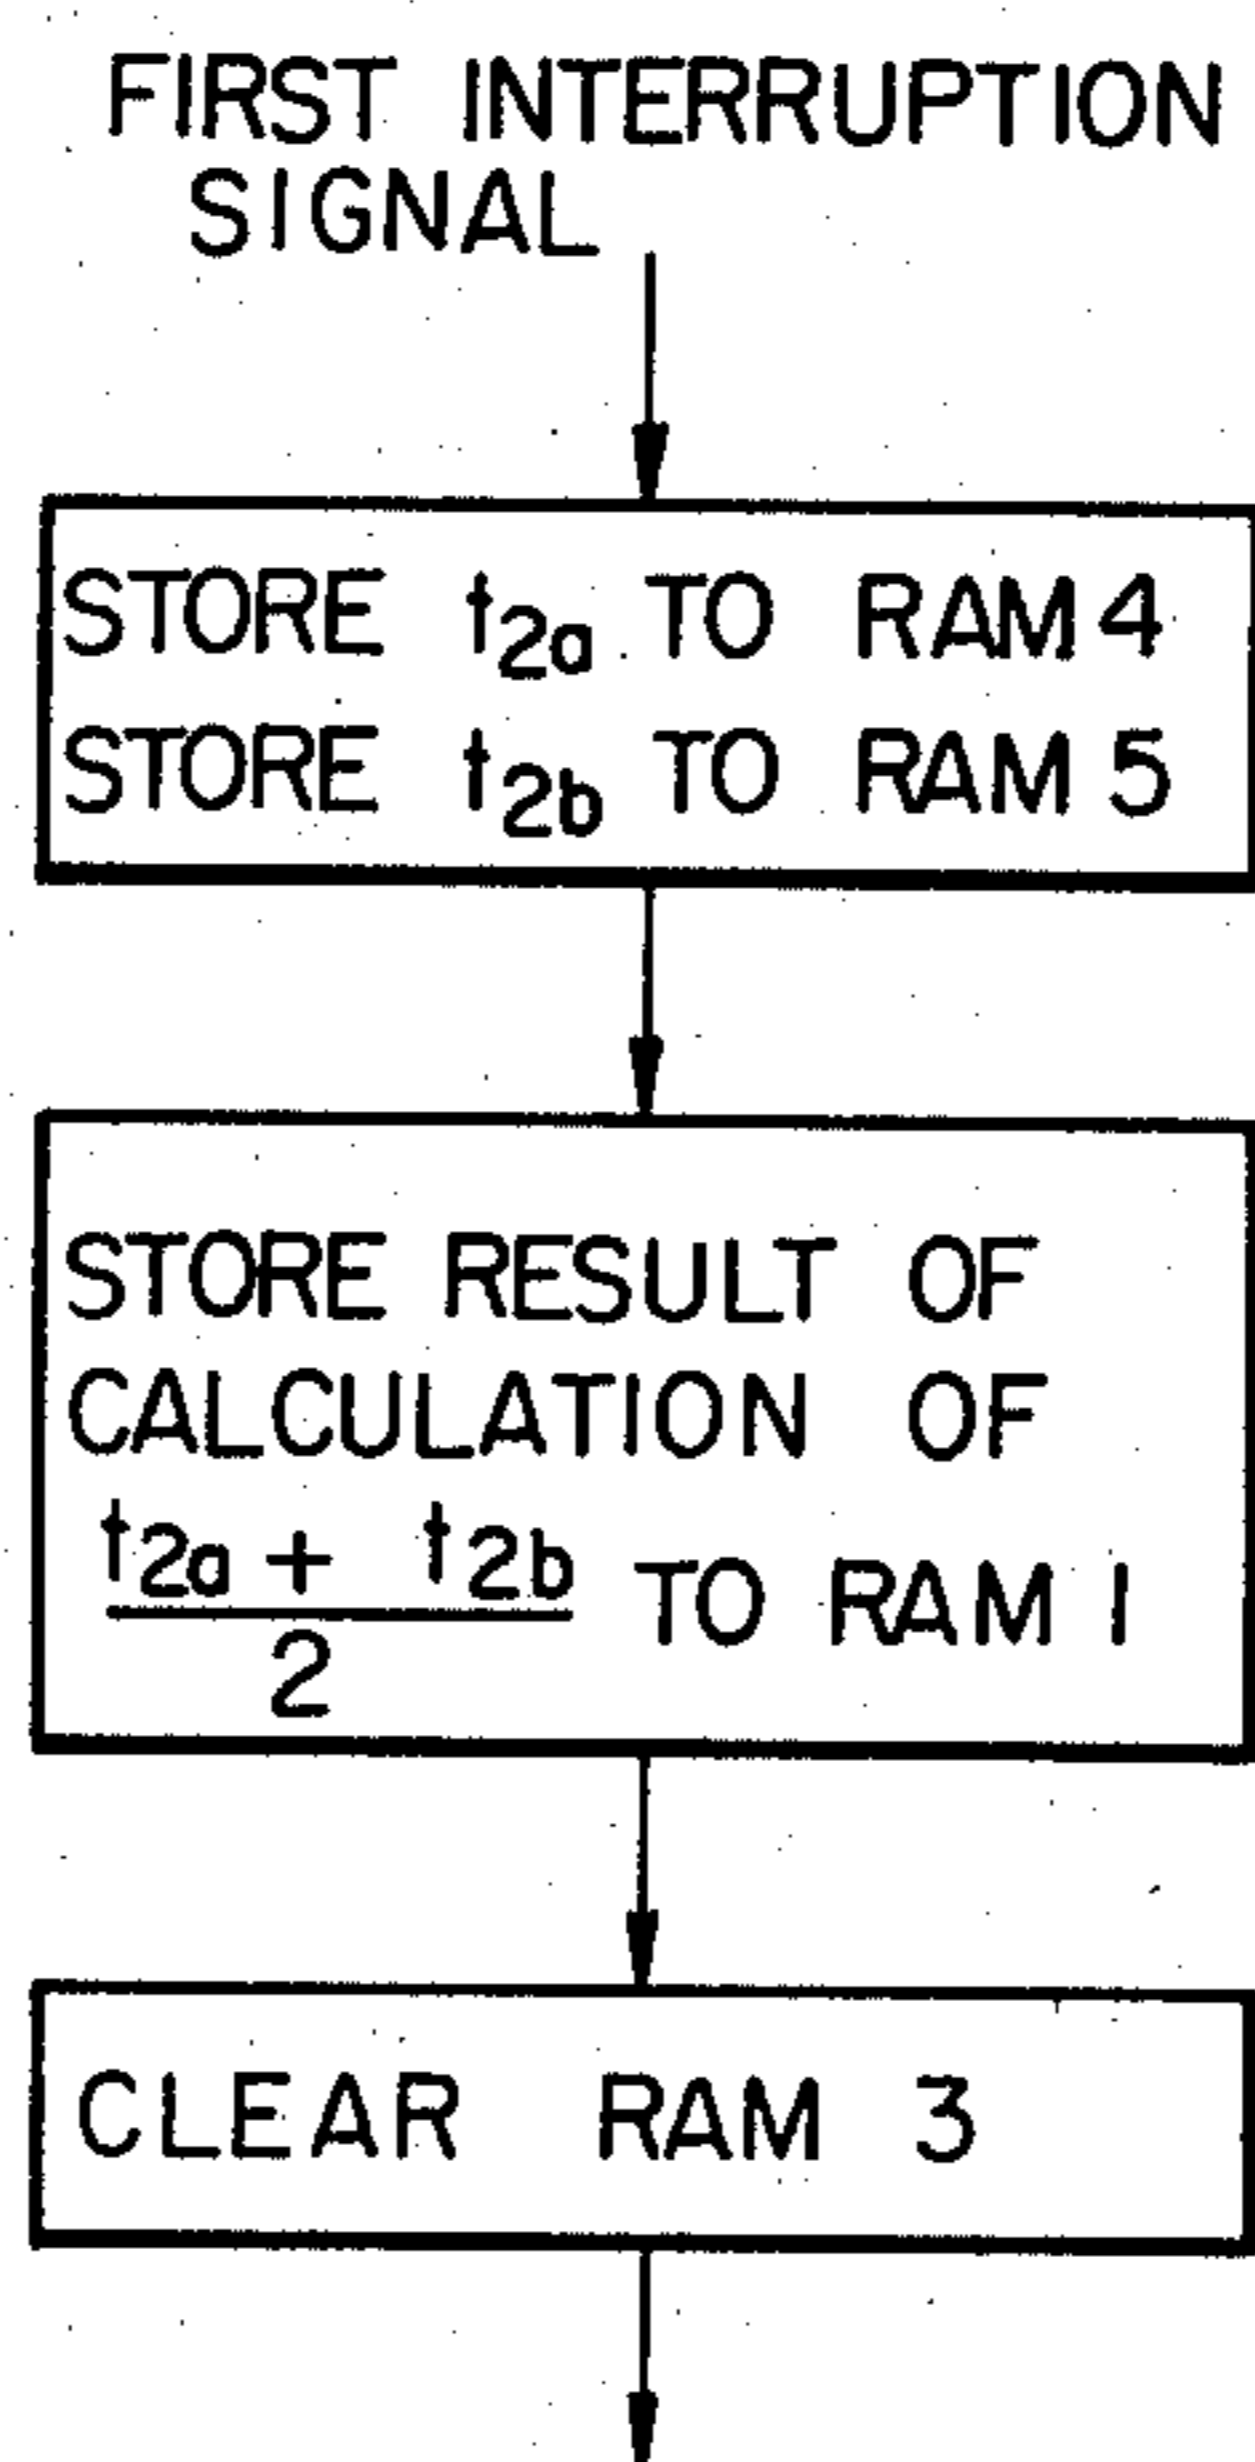 FIRST INTERRUPTION
SIGNAL
STORE t2a TO RAM 4
STORE t2b TO RAM 5
STORE RESULT OF
CALCULATION OF
t2a + t2b
2
TO RAM 1
CLEAR RAM 3